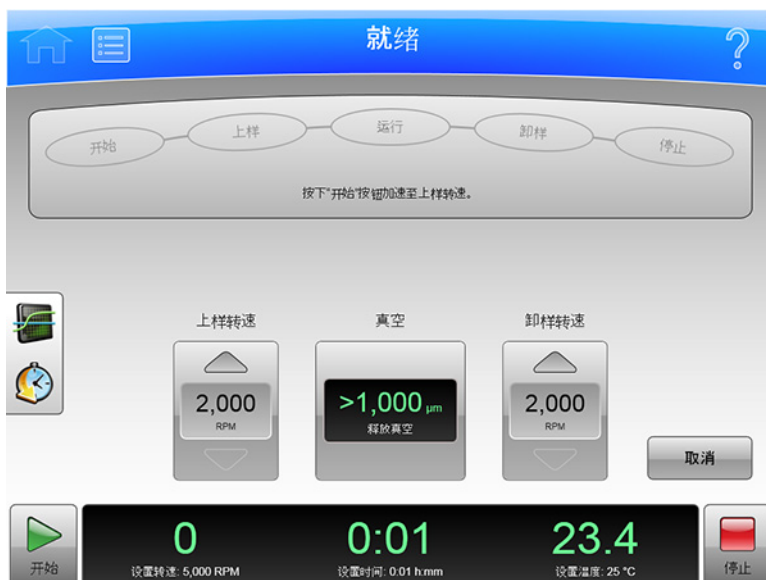 就绪
?
开始
上样
运行
卸样
停止
按下"开始"按钮加速至上样转速。
上样转速
真空
卸样转速
2,000
RPM
>1,000 µm
释放真空
2,000
RPM
取消
0
0:01
23.4
开始
设置转速: 5,000 RPM
设置时间: 0:01 h:mm
设置温度: 25 °C
停止